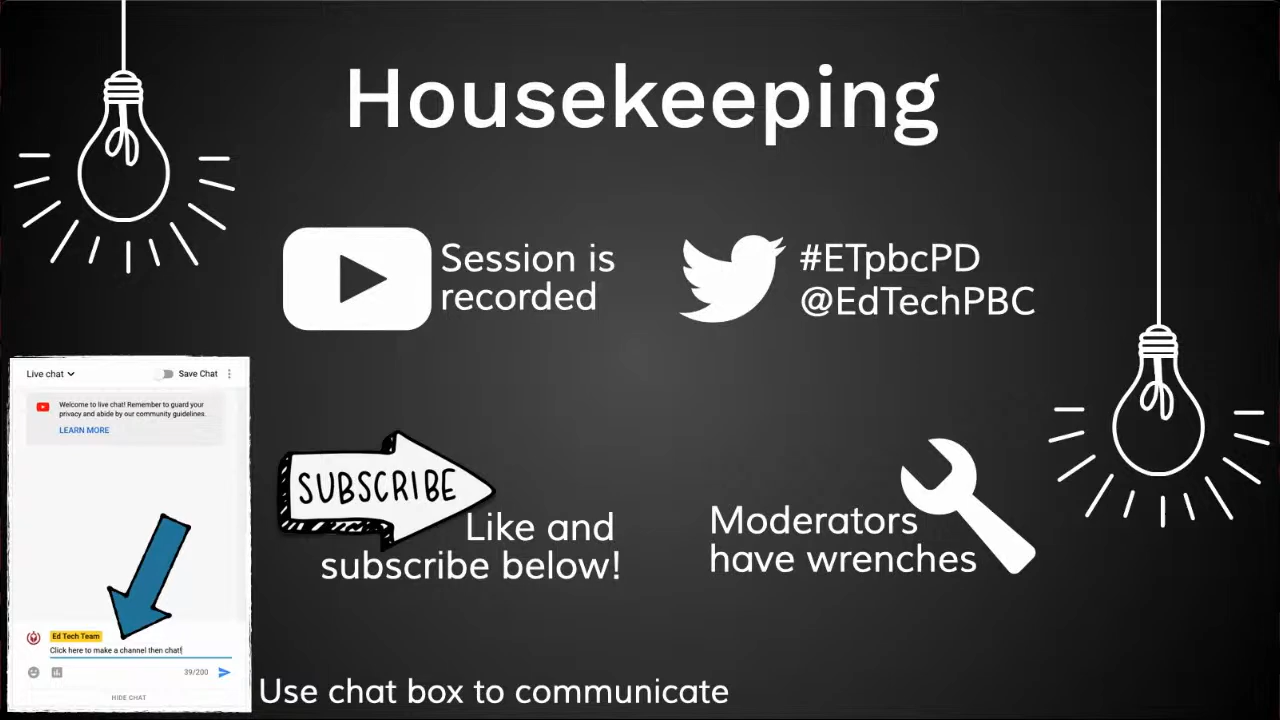 Housekeeping
Session is
recorded
#ETpbcPD
@EdTechPBC
Live chat
Save Chat
Welcome to live chat! Remember to guard your
privacy and abide by our community guidelines.
LEARN MORE
SUBSCRIBE
Like and
subscribe below!
Moderators
have wrenches
Ed Tech Team
Click here to make a channel then chat!
39/200
HIDE CHAT
Use chat box to communicate